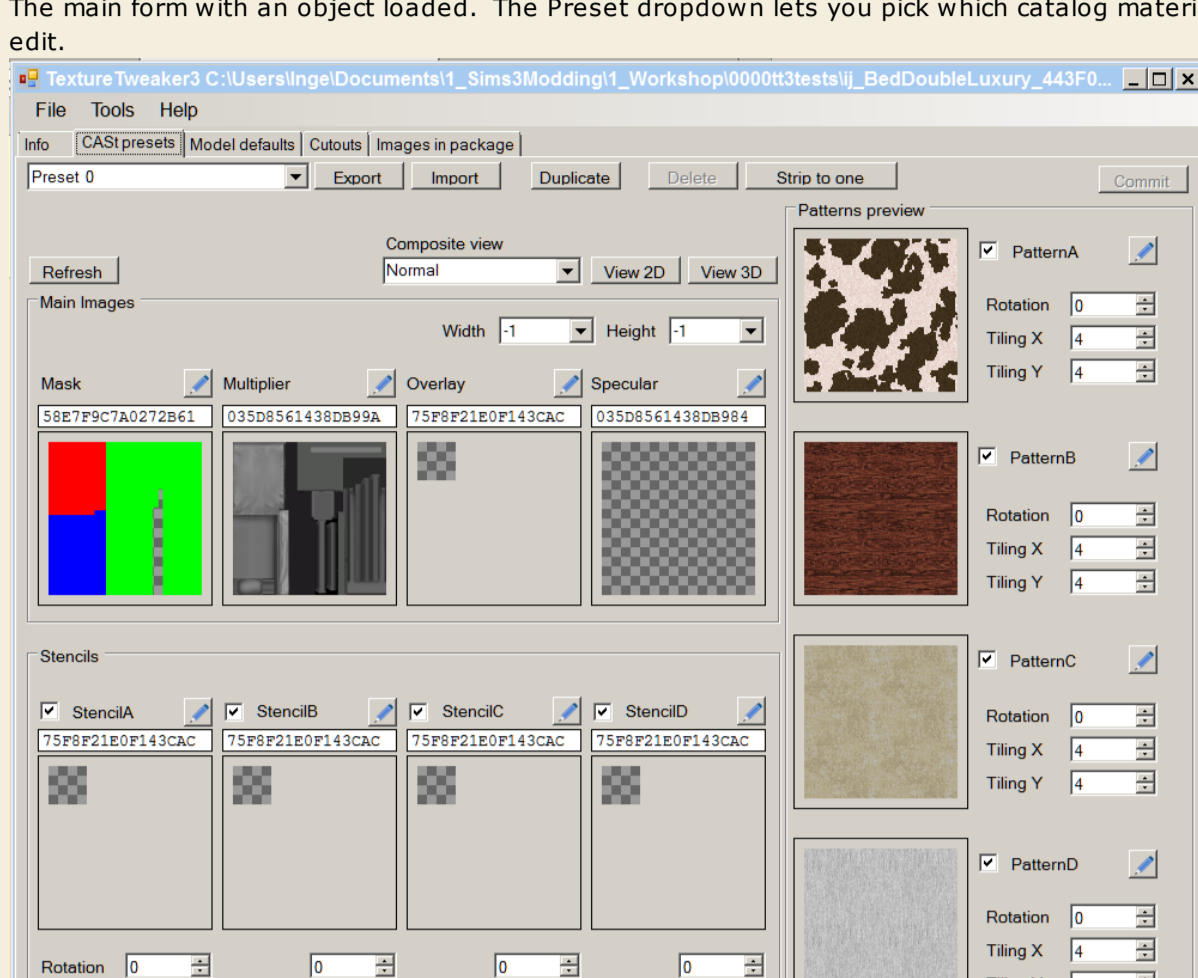 The main form with an object loaded. The Preset dropdown lets you pick which catalog materi
edit.
TextureTweaker3 C:\Users\Inge\Documents\1_Sims3Modding\1_Workshop\0000tt3tests\ij_BedDoubleLuxury_443F0...
File Tools Help
Info CASt presets Model defaults Cutouts Images in package
Preset 0 Export Import Duplicate Delete Strip to one Commit
Patterns preview
Composite view
Refresh Normal View 2D View 3D
PatternA
Main Images
Rotation 0
Width -1 Height -1
Tiling X 4
Tiling Y 4
Mask Multiplier Overlay Specular
58E7F9C7A0272B61 035D8561438DB99A 75F8F21E0F143CAC 035D8561438DB984
PatternB
Rotation 0
Tiling X 4
Tiling Y 4
Stencils
PatternC
StencilA StencilB StencilC StencilD
75F8F21E0F143CAC 75F8F21E0F143CAC 75F8F21E0F143CAC 75F8F21E0F143CAC
Rotation 0
Tiling X 4
Tiling Y 4
PatternD
Rotation 0
Tiling X 4
Rotation 0 0 0 0